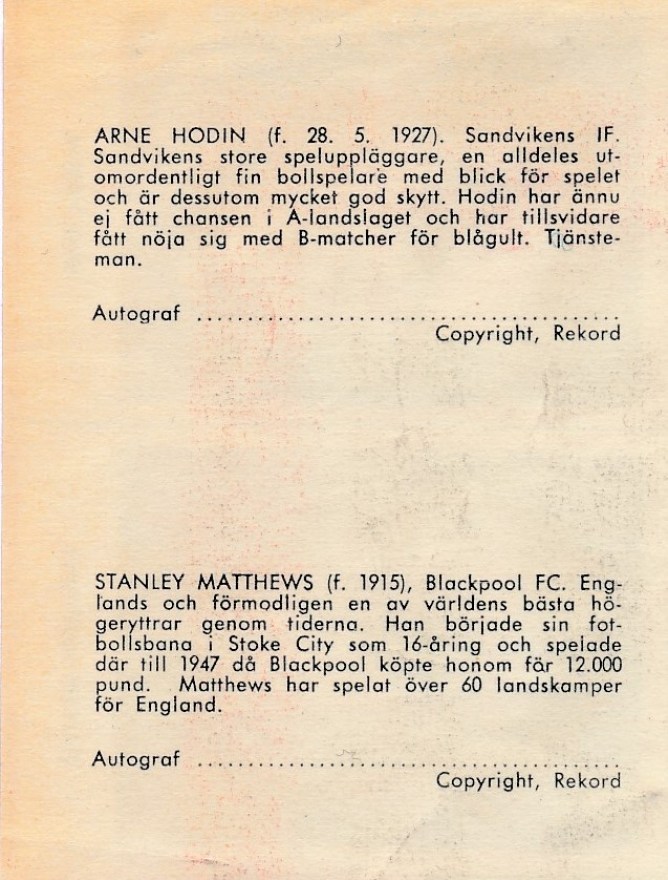 ARNE HODIN (f. 28. 5. 1927). Sandvikens IF.
Sandvikens store speluppläggare, en alldeles ut-
omordentligt fin bollspelare med blick för spelet
och är dessutom mycket god skytt. Hodin har ännu
ej fått chansen i A-landslaget och har tillsvidare
fått nöja sig med B-matcher för blågult. Tjänste-
man.
Autograf ............................................
Copyright, Rekord
STANLEY MATTHEWS (f. 1915), Blackpool FC. Eng-
lands och förmodligen en av världens bästa hö-
geryttrar genom tiderna. Han började sin fot-
bollsbana i Stoke City som 16-åring och spelade
där till 1947 då Blackpool köpte honom för 12.000
pund. Matthews har spelat över 60 landskamper
för England.
Autograf ............................................
Copyright, Rekord